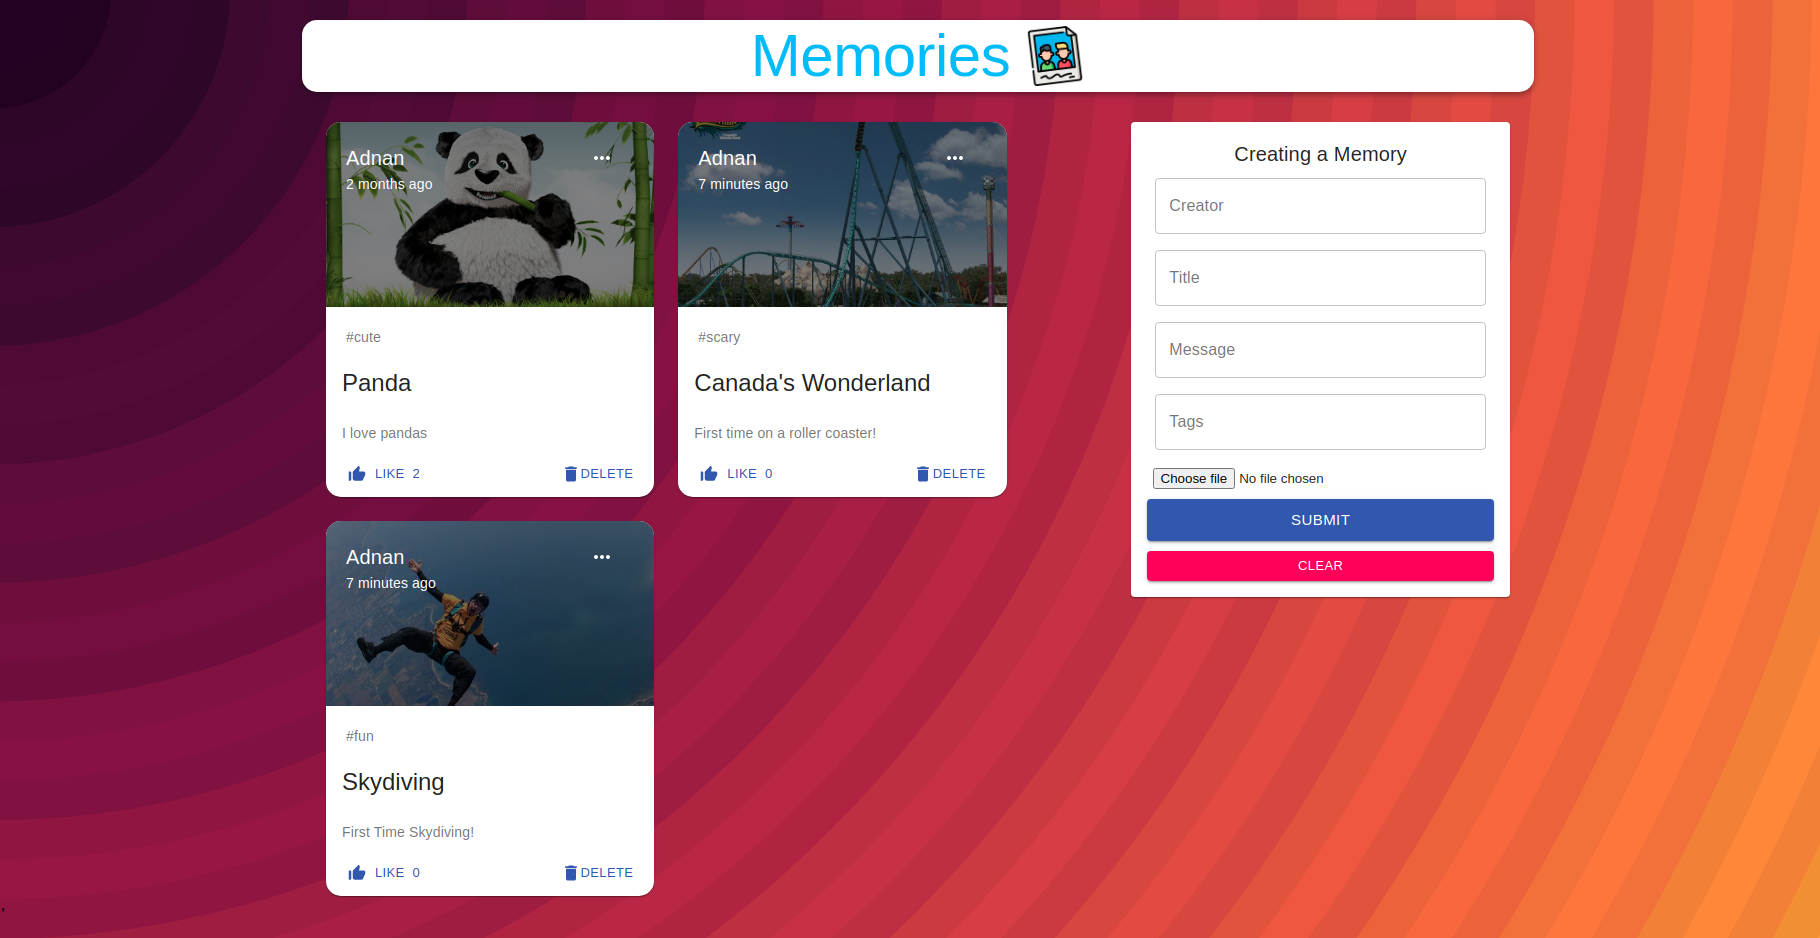 Memories
Adnan
2 months ago
#cute
Panda
I love pandas
LIKE 2
DELETE
Adnan
7 minutes ago
#scary
Canada's Wonderland
First time on a roller coaster!
LIKE 0
DELETE
Adnan
7 minutes ago
#fun
Skydiving
First Time Skydiving!
LIKE 0
DELETE
Creating a Memory
Creator
Title
Message
Tags
Choose file No file chosen
SUBMIT
CLEAR
,